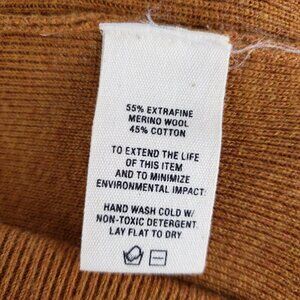 55% EXTRAFINE
MERINO WOOL
45% COTTON
TO EXTEND THE LIFE
OF THIS ITEM
AND TO MINIMIZE
ENVIRONMENTAL IMPACT:
HAND WASH COLD W/
NON-TOXIC DETERGENT.
LAY FLAT TO DRY